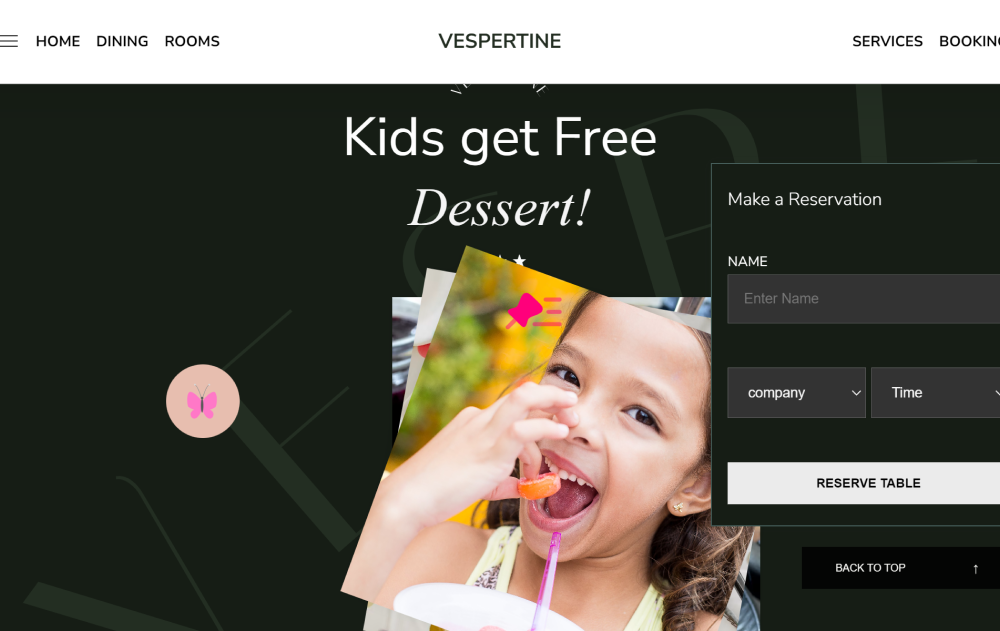 HOME DINING ROOMS
VESPERTINE
SERVICES
Kids get Free
Dessert!
Make a Reservation
NAME
Enter Name
company
Time
RESERVE TABLE
BACK TO TOP ↑